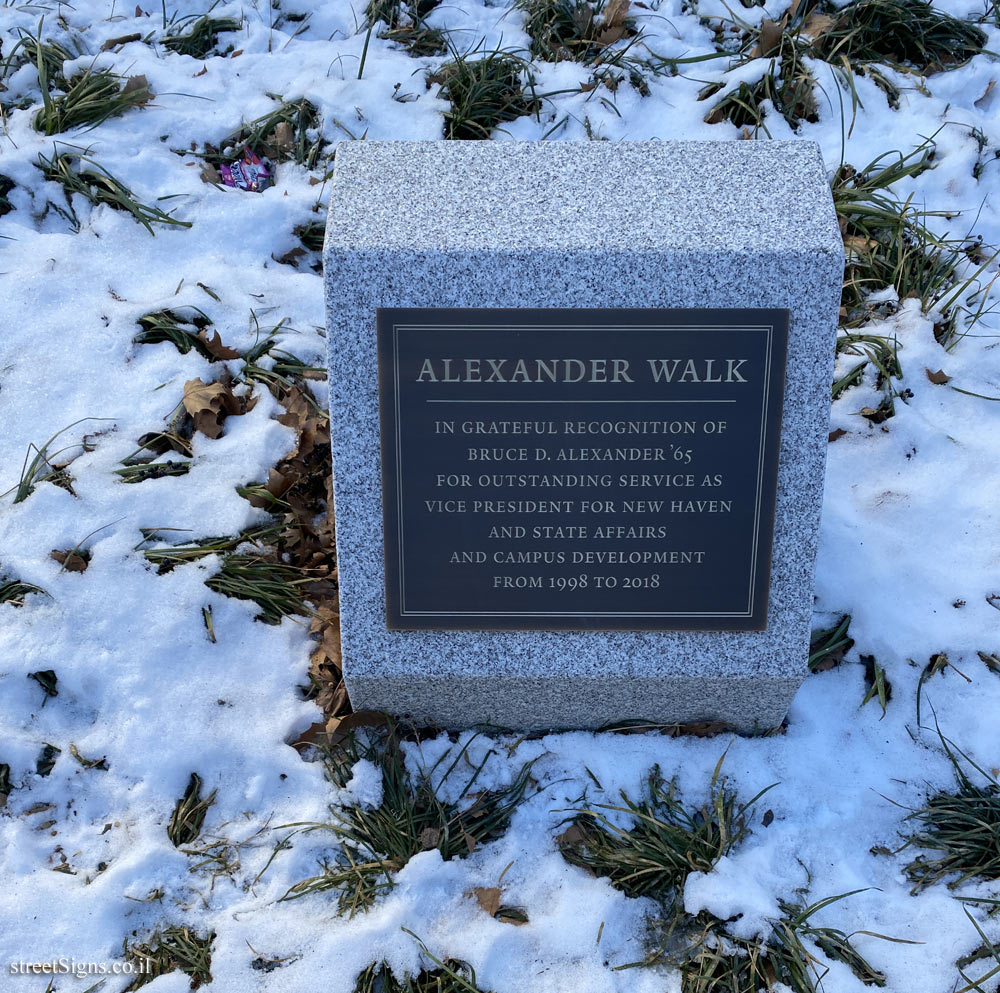 ALEXANDER WALK
IN GRATEFUL RECOGNITION OF
BRUCE D. ALEXANDER '65
FOR OUTSTANDING SERVICE AS
VICE PRESIDENT FOR NEW HAVEN
AND STATE AFFAIRS
AND CAMPUS DEVELOPMENT
FROM 1998 TO 2018
streetSigns.co.il